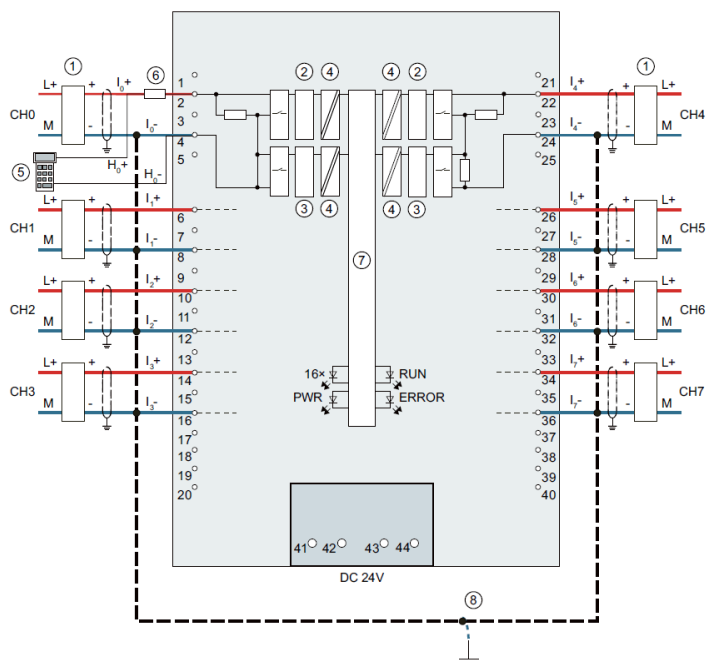 ① ⑥ ② ④ ④ ② ①
L+ + I0+ 1 21 I4+ + L+
2 22
CH0 CH4
3 23
M - I0- 4 24 I4- - M
5 25
⑤ H0+ H0-
③ ④ ④ ③
L+ + I1+ 6 26 I5+ + L+
CH1 7 27 CH5
M - I1- 8 28 I5- - M
⑦
L+ + I2+ 9 29 I6+ + L+
10 30
CH2 11 31 CH6
M - I2- 12 32 I6- - M
L+ + I3+ 13 33 I7+ + L+
14 16× RUN 34
CH3 15 PWR ERROR 35 CH7
M - I3- 16 36 I7- - M
17 37
18 38
19 39
20 40
41 42 43 44
DC 24V
⑧